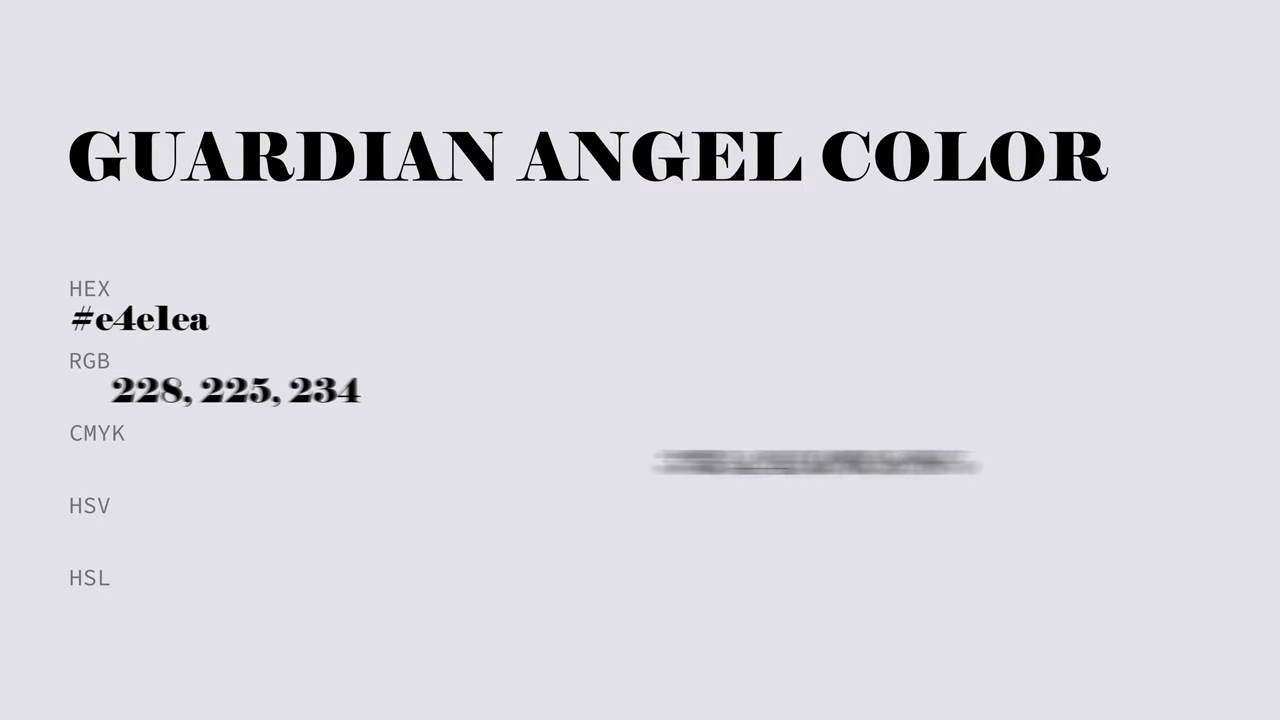 GUARDIAN ANGEL COLOR
HEX
#e4e1ea
RGB
228, 225, 234
CMYK
HSV
HSL